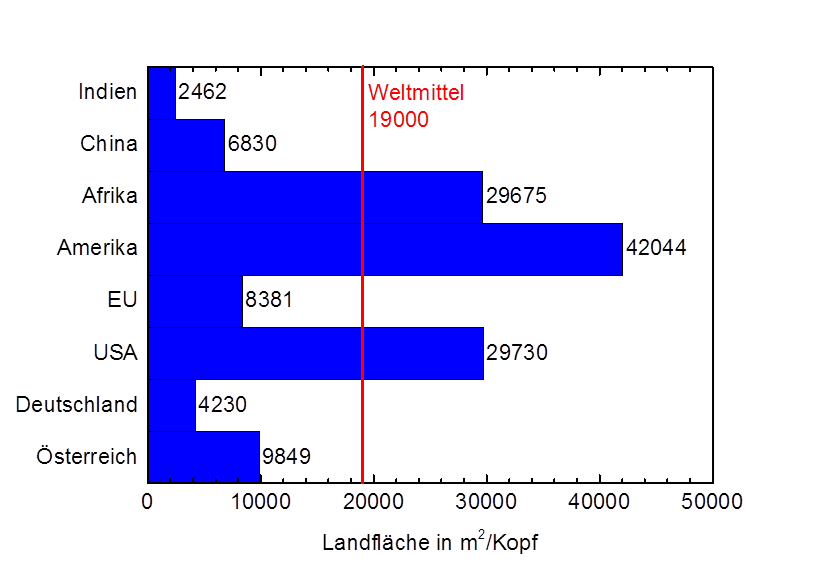 Indien 2462
Weltmittel
19000
China 6830
Afrika 29675
Amerika 42044
EU 8381
USA 29730
Deutschland 4230
Österreich 9849
0 10000 20000 30000 40000 50000
Landfläche in m²/Kopf